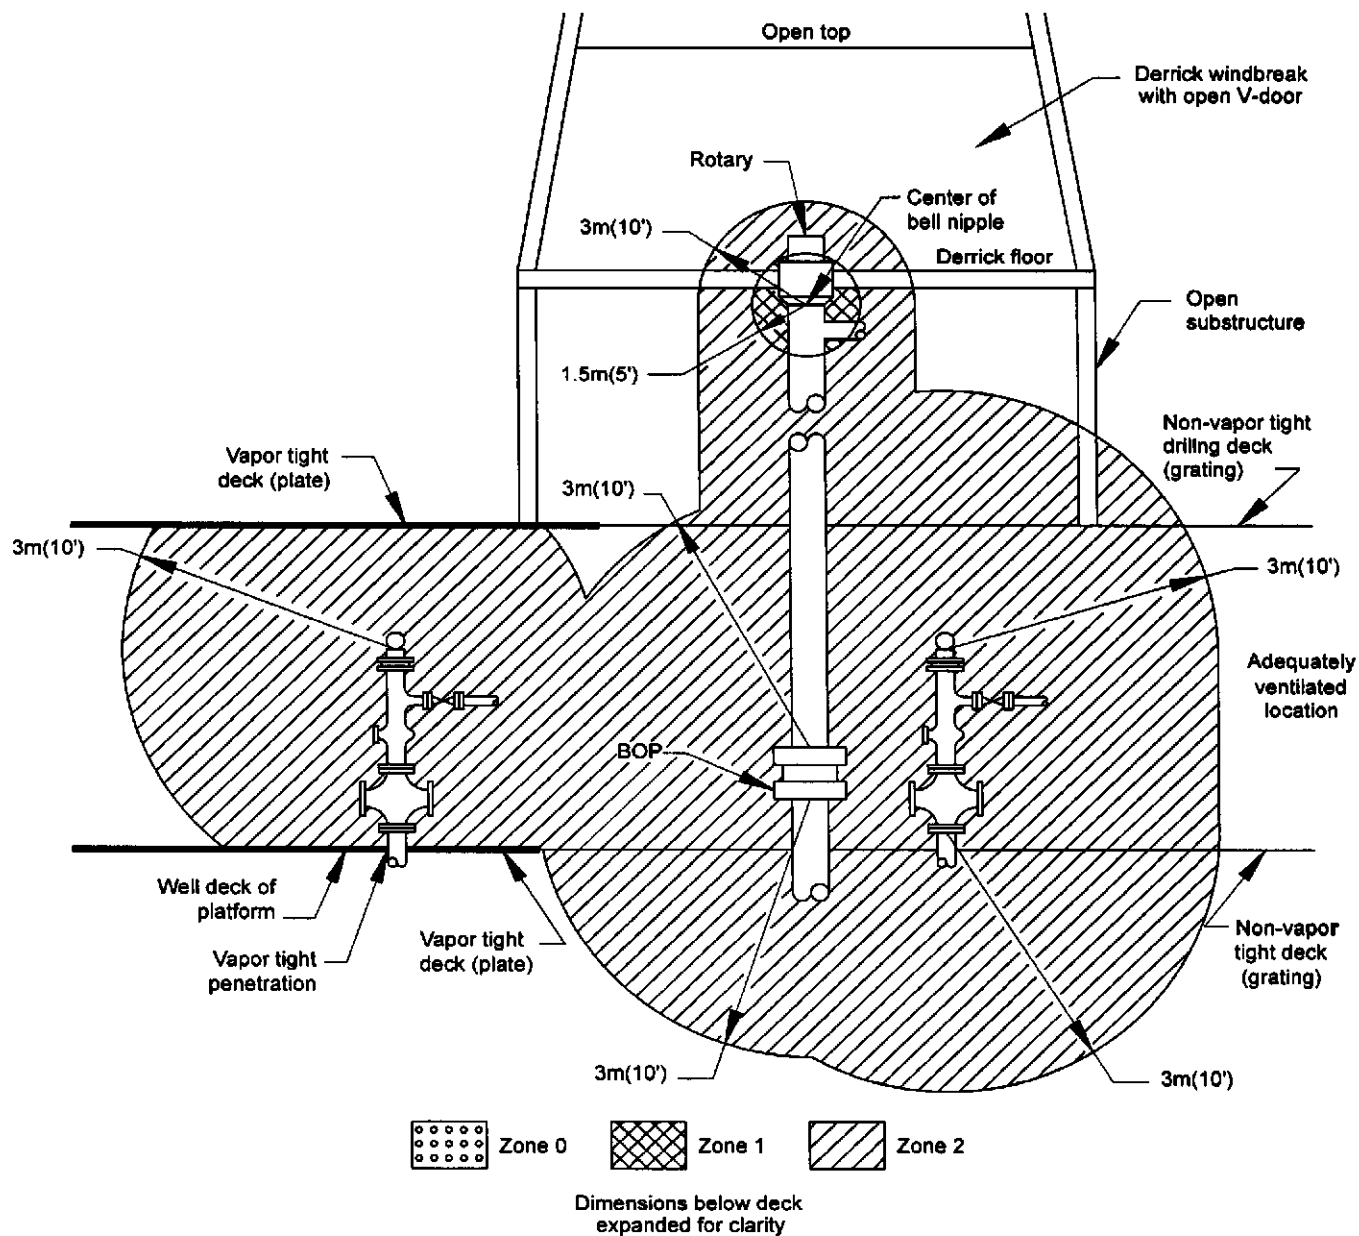 Open top
Derrick windbreak
with open V-door
Rotary
Center of
bell nipple
3m(10')
Derrick floor
Open
substructure
1.5m(5')
Non-vapor tight
drilling deck
(grating)
Vapor tight
deck (plate)
3m(10')
3m(10')
3m(10')
Adequately
ventilated
location
BOP
Well deck of
platform
Vapor tight
penetration
Vapor tight
deck (plate)
Non-vapor
tight deck
(grating)
3m(10')
3m(10')
Zone 0
Zone 1
Zone 2
Dimensions below deck
expanded for clarity